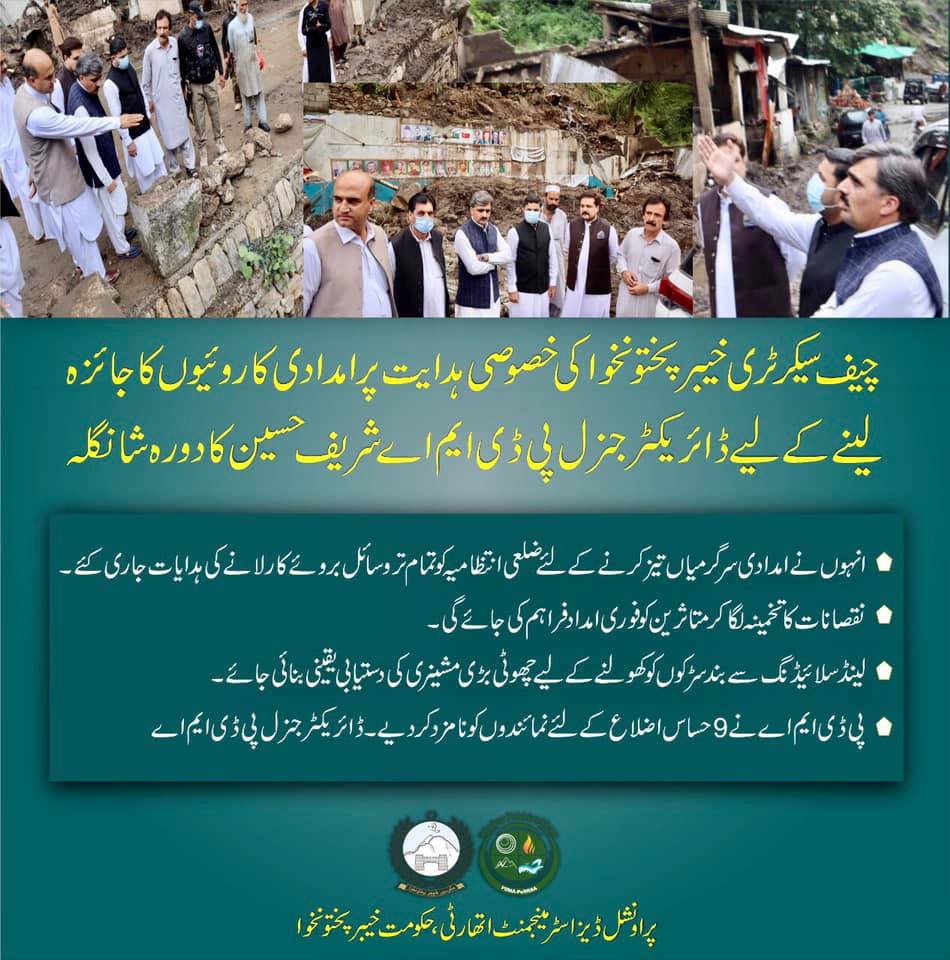 چیف سیکرٹری خیبر پختونخوا کی خصوصی ہدایت پر امدادی کاروئیوں کا جائزہ
لینے کے لیے ڈائریکٹر جنرل پی ڈی ایم اے شریف حسین کا دورہ شانگلہ
انہوں نے امدادی سرگرمیاں تیز کرنے کے لئے ضلعی انتظامیہ کو تمام تر وسائل بروئے کار لانے کی ہدایات جاری کئے۔
نقصانات کا تخمینہ لگا کر متاثرین کو فوری امداد فراہم کی جائے گی۔
لینڈ سلائیڈنگ سے بند سڑکوں کو کھولنے کے لیے چھوٹی بڑی مشینری کی دستیابی یقینی بنائی جائے۔
پی ڈی ایم اے نے 9 حساس اضلاع کے لئے نمائندوں کو نامزد کر دیے۔ ڈائریکٹر جنرل پی ڈی ایم اے
PDMA-PaRRSA
پراونشل ڈیزاسٹر مینجمنٹ اتھارٹی، حکومت خیبر پختونخوا